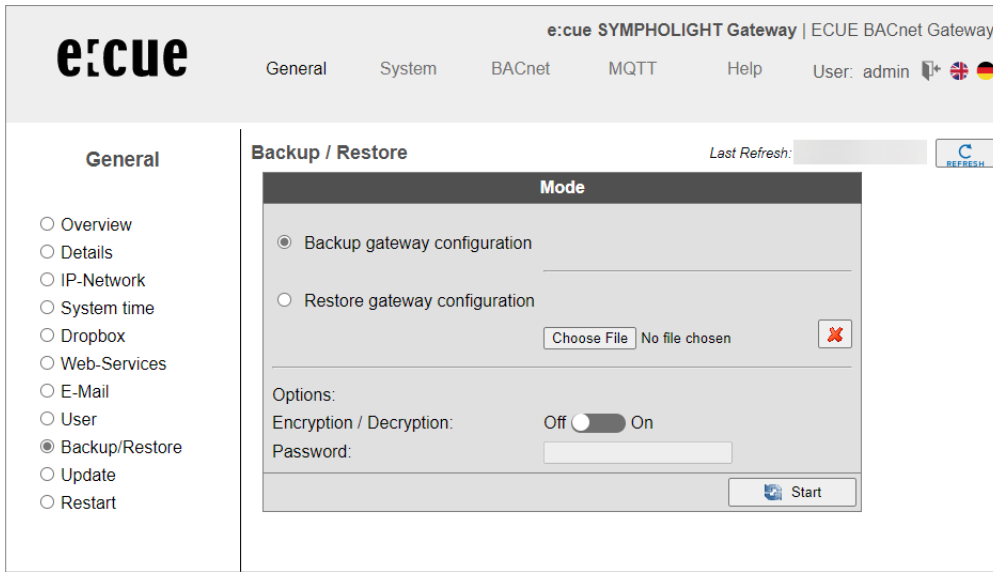 e:cue SYMPHOLIGHT Gateway | ECUE BACnet Gateway
e:cue
General System BACnet MQTT Help User: admin
General
Backup / Restore Last Refresh: REFRESH
Mode
Overview
Backup gateway configuration
Details
IP-Network
Restore gateway configuration
System time
Dropbox
Choose File No file chosen
Web-Services
E-Mail
Options:
User
Encryption / Decryption: Off On
Backup/Restore
Password:
Update
Restart
Start